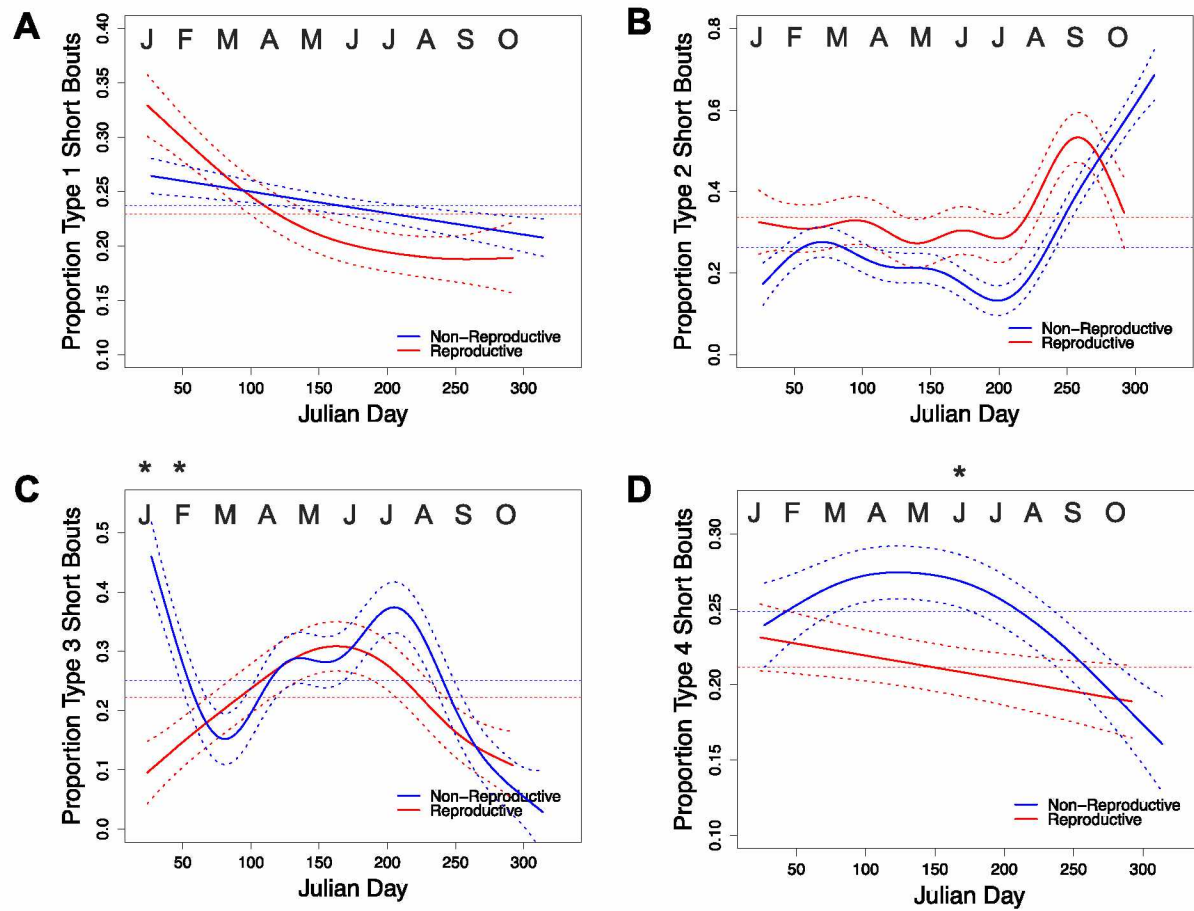 A
J F M A M J J A S O
Proportion Type 1 Short Bouts
0.40
0.35
0.30
0.25
0.20
0.15
0.10
Non-Reproductive
Reproductive
50 100 150 200 250 300
Julian Day
B
J F M A M J J A S O
Proportion Type 2 Short Bouts
0.8
0.6
0.4
0.2
0.0
Non-Reproductive
Reproductive
50 100 150 200 250 300
Julian Day
* *
C
J F M A M J J A S O
Proportion Type 3 Short Bouts
0.5
0.4
0.3
0.2
0.1
0.0
Non-Reproductive
Reproductive
50 100 150 200 250 300
Julian Day
*
D
J F M A M J J A S O
Proportion Type 4 Short Bouts
0.30
0.25
0.20
0.15
0.10
Non-Reproductive
Reproductive
50 100 150 200 250 300
Julian Day